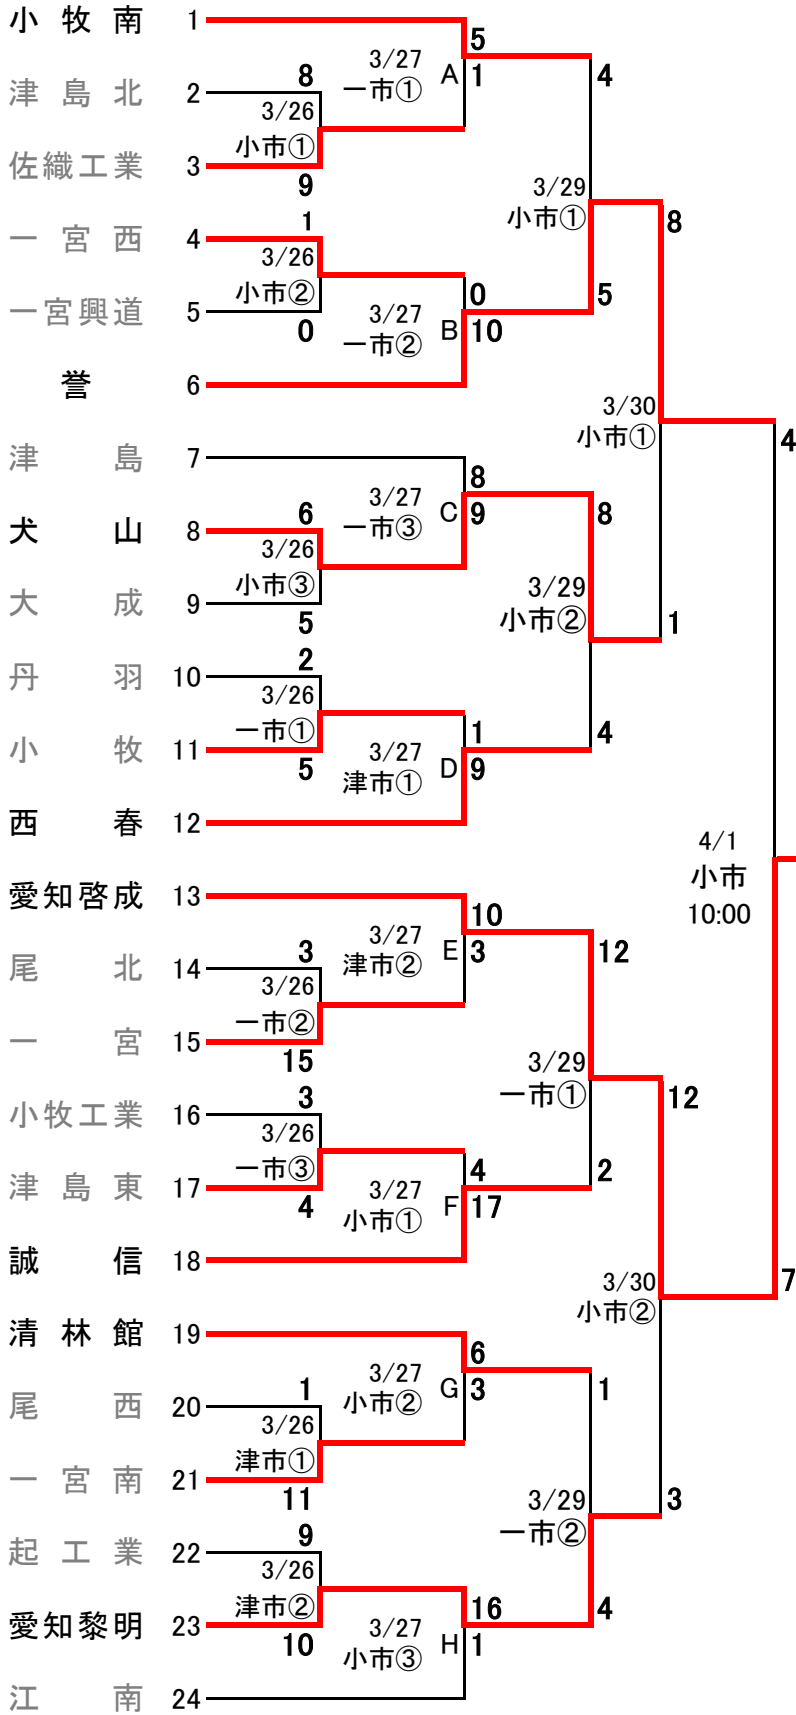 小牧南 1
5
3/27
一市① A 1
4
津島北 2
8
3/26
小市①
佐織工業 3
9
3/29
小市①
8
一宮西 4
1
3/26
小市②
0
5
一宮興道 5
0
3/27
一市② B 10
誉 6
3/30
小市①
4
津島 7
8
3/27
一市③ C 9
8
犬山 8
6
3/26
小市③
大成 9
5
3/29
小市②
1
丹羽 10
2
3/26
一市①
小牧 11
5
1
4
3/27
津市① D 9
西春 12
4/1
小市
10:00
愛知啓成 13
10
3/27
津市② E 3
12
尾北 14
3
3/26
一市②
一宮 15
15
3/29
一市①
12
小牧工業 16
3
3/26
一市③
津島東 17
4
4
2
3/27
小市① F 17
誠信 18
3/30
小市②
7
清林館 19
6
3/27
小市② G 3
1
尾西 20
1
3/26
津市①
一宮南 21
11
3/29
一市②
3
起工業 22
9
3/26
津市②
愛知黎明 23
10
16
4
3/27
小市③ H 1
江南 24